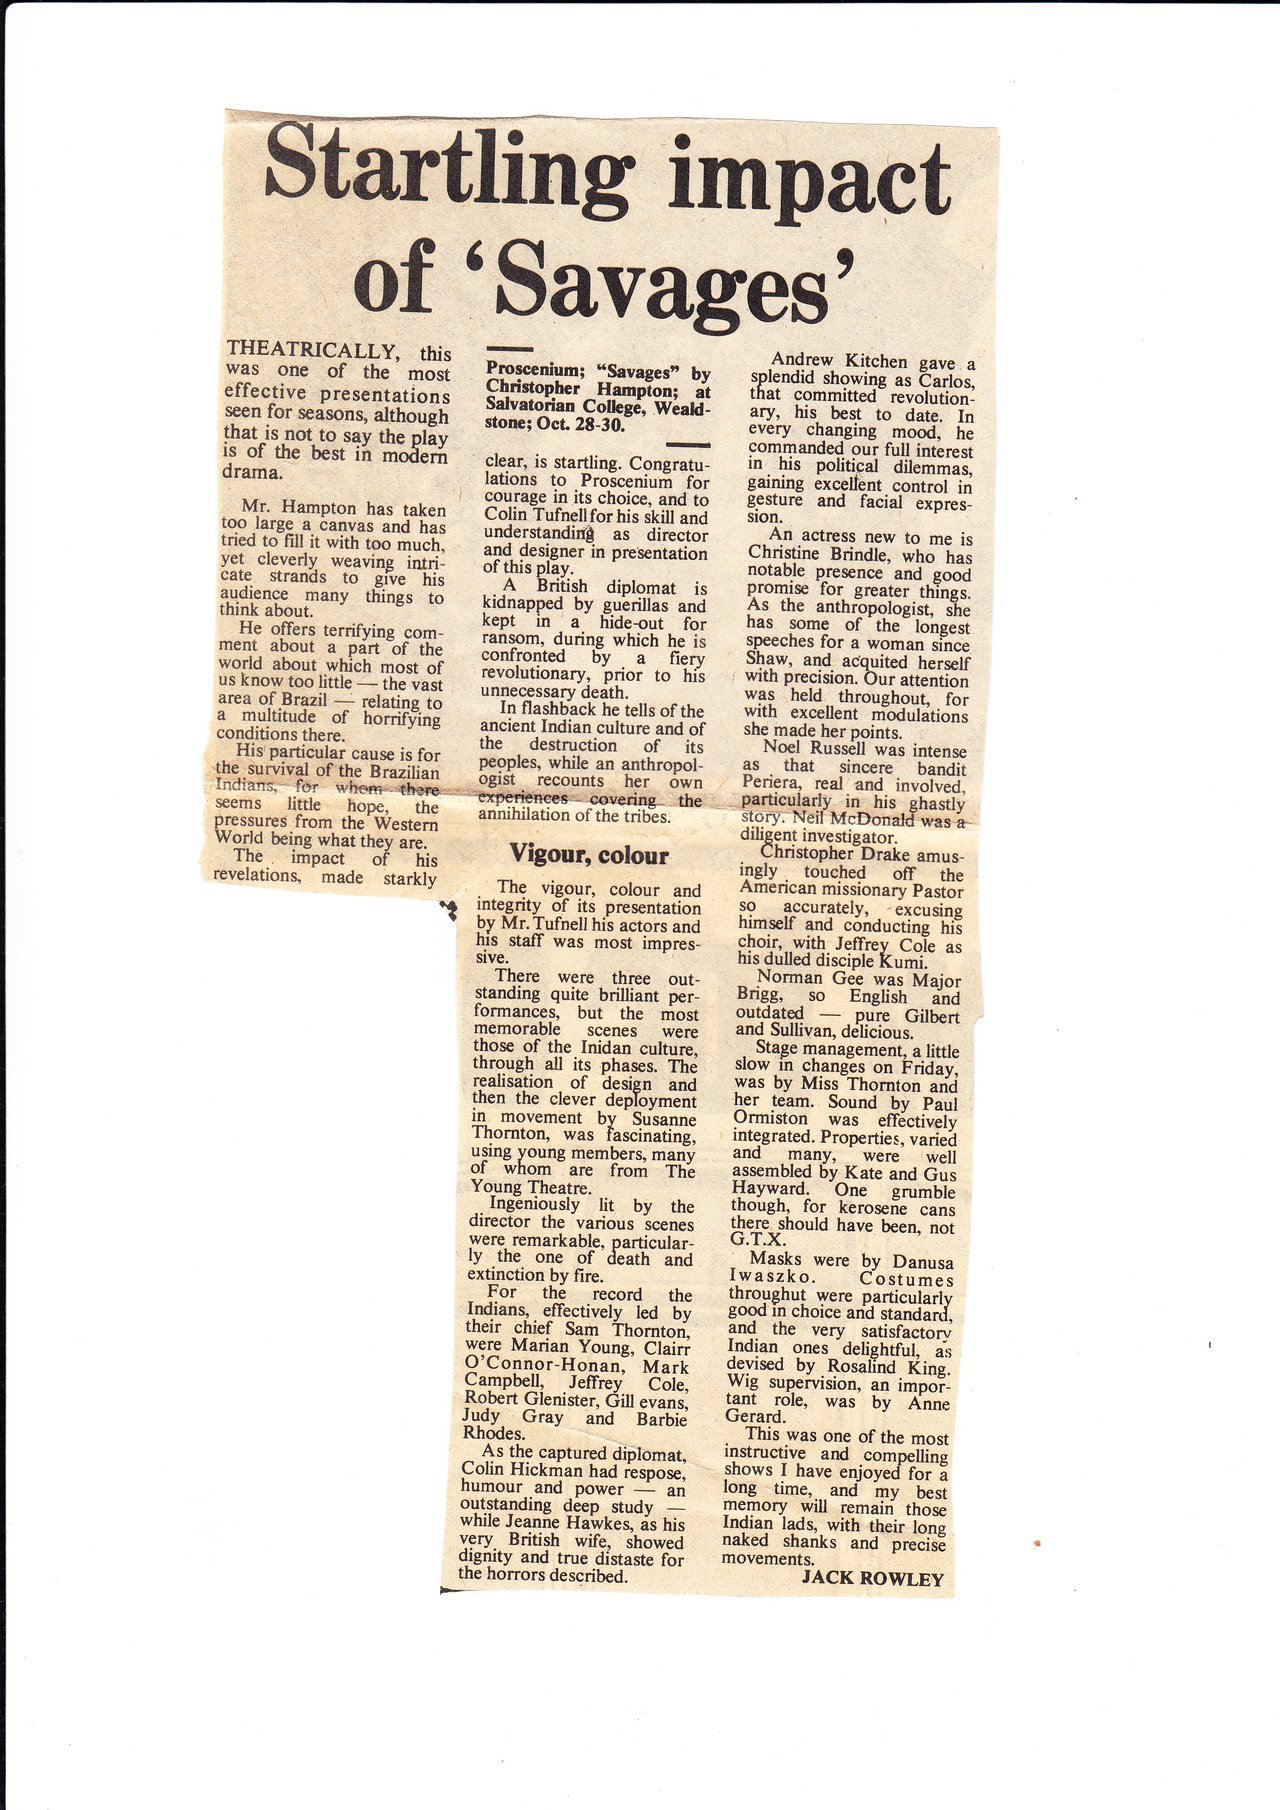 Startling impact
of ‘Savages’
THEATRICALLY, this
was one of the most
effective presentations
seen for seasons, although
that is not to say the play
is of the best in modern
drama.
Mr. Hampton has taken
too large a canvas and has
tried to fill it with too much,
yet cleverly weaving intri-
cate strands to give his
audience many things to
think about.
He offers terrifying com-
ment about a part of the
world about which most of
us know too little — the vast
area of Brazil — relating to
a multitude of horrifying
conditions there.
His particular cause is for
the survival of the Brazilian
Indians, for whom there
seems little hope, the
pressures from the Western
World being what they are.
The impact of his
revelations, made starkly
Proscenium; “Savages” by
Christopher Hampton; at
Salvatorian College, Weald-
stone; Oct. 28-30.
clear, is startling. Congratu-
lations to Proscenium for
courage in its choice, and to
Colin Tufnell for his skill and
understanding as director
and designer in presentation
of this play.
A British diplomat is
kidnapped by guerillas and
kept in a hide-out for
ransom, during which he is
confronted by a fiery
revolutionary, prior to his
unnecessary death.
In flashback he tells of the
ancient Indian culture and of
the destruction of its
peoples, while an anthropol-
ogist recounts her own
experiences covering the
annihilation of the tribes.
Vigour, colour
The vigour, colour and
integrity of its presentation
by Mr. Tufnell his actors and
his staff was most impres-
sive.
There were three out-
standing quite brilliant per-
formances, but the most
memorable scenes were
those of the Inidan culture,
through all its phases. The
realisation of design and
then the clever deployment
in movement by Susanne
Thornton, was fascinating,
using young members, many
of whom are from The
Young Theatre.
Ingeniously lit by the
director the various scenes
were remarkable, particular-
ly the one of death and
extinction by fire.
For the record the
Indians, effectively led by
their chief Sam Thornton,
were Marian Young, Clairr
O’Connor-Honan, Mark
Campbell, Jeffrey Cole,
Robert Glenister, Gill evans,
Judy Gray and Barbie
Rhodes.
As the captured diplomat,
Colin Hickman had respose,
humour and power — an
outstanding deep study —
while Jeanne Hawkes, as his
very British wife, showed
dignity and true distaste for
the horrors described.
Andrew Kitchen gave a
splendid showing as Carlos,
that committed revolution-
ary, his best to date. In
every changing mood, he
commanded our full interest
in his political dilemmas,
gaining excellent control in
gesture and facial expres-
sion.
An actress new to me is
Christine Brindle, who has
notable presence and good
promise for greater things.
As the anthropologist, she
has some of the longest
speeches for a woman since
Shaw, and acquited herself
with precision. Our attention
was held throughout, for
with excellent modulations
she made her points.
Noel Russell was intense
as that sincere bandit
Periera, real and involved,
particularly in his ghastly
story. Neil McDonald was a
diligent investigator.
Christopher Drake amus-
ingly touched off the
American missionary Pastor
so accurately, excusing
himself and conducting his
choir, with Jeffrey Cole as
his dulled disciple Kumi.
Norman Gee was Major
Brigg, so English and
outdated — pure Gilbert
and Sullivan, delicious.
Stage management, a little
slow in changes on Friday,
was by Miss Thornton and
her team. Sound by Paul
Ormiston was effectively
integrated. Properties, varied
and many, were well
assembled by Kate and Gus
Hayward. One grumble
though, for kerosene cans
there should have been, not
G.T.X.
Masks were by Danusa
Iwaszko. Costumes
throughut were particularly
good in choice and standard,
and the very satisfactory
Indian ones delightful, as
devised by Rosalind King.
Wig supervision, an impor-
tant role, was by Anne
Gerard.
This was one of the most
instructive and compelling
shows I have enjoyed for a
long time, and my best
memory will remain those
Indian lads, with their long
naked shanks and precise
movements.
JACK ROWLEY